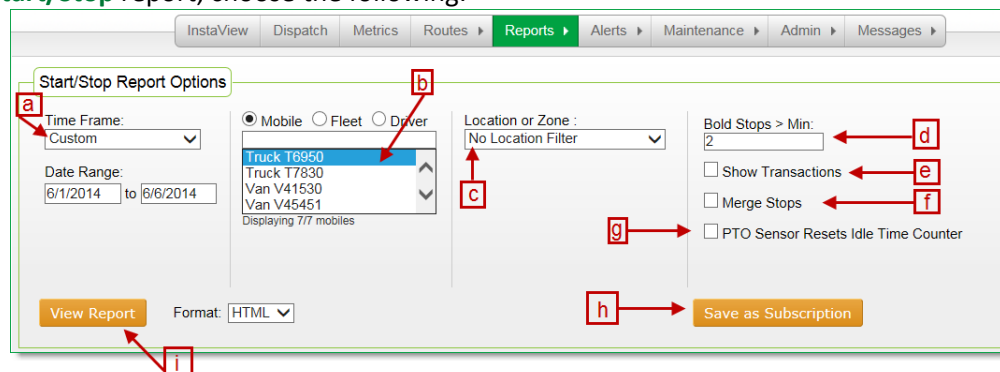 art/stop report, choose the following:
InstaView Dispatch Metrics Routes Reports Alerts Maintenance Admin Messages
Start/Stop Report Options
a
b
Time Frame:
Custom
Date Range:
6/1/2014 to 6/6/2014
Mobile Fleet Driver
Truck T6950
Truck T7830
Van V41530
Van V45451
Displaying 7/7 mobiles
Location or Zone :
No Location Filter
c
Bold Stops > Min:
2
d
Show Transactions
e
Merge Stops
f
g
PTO Sensor Resets Idle Time Counter
View Report
Format: HTML
h
Save as Subscription
i